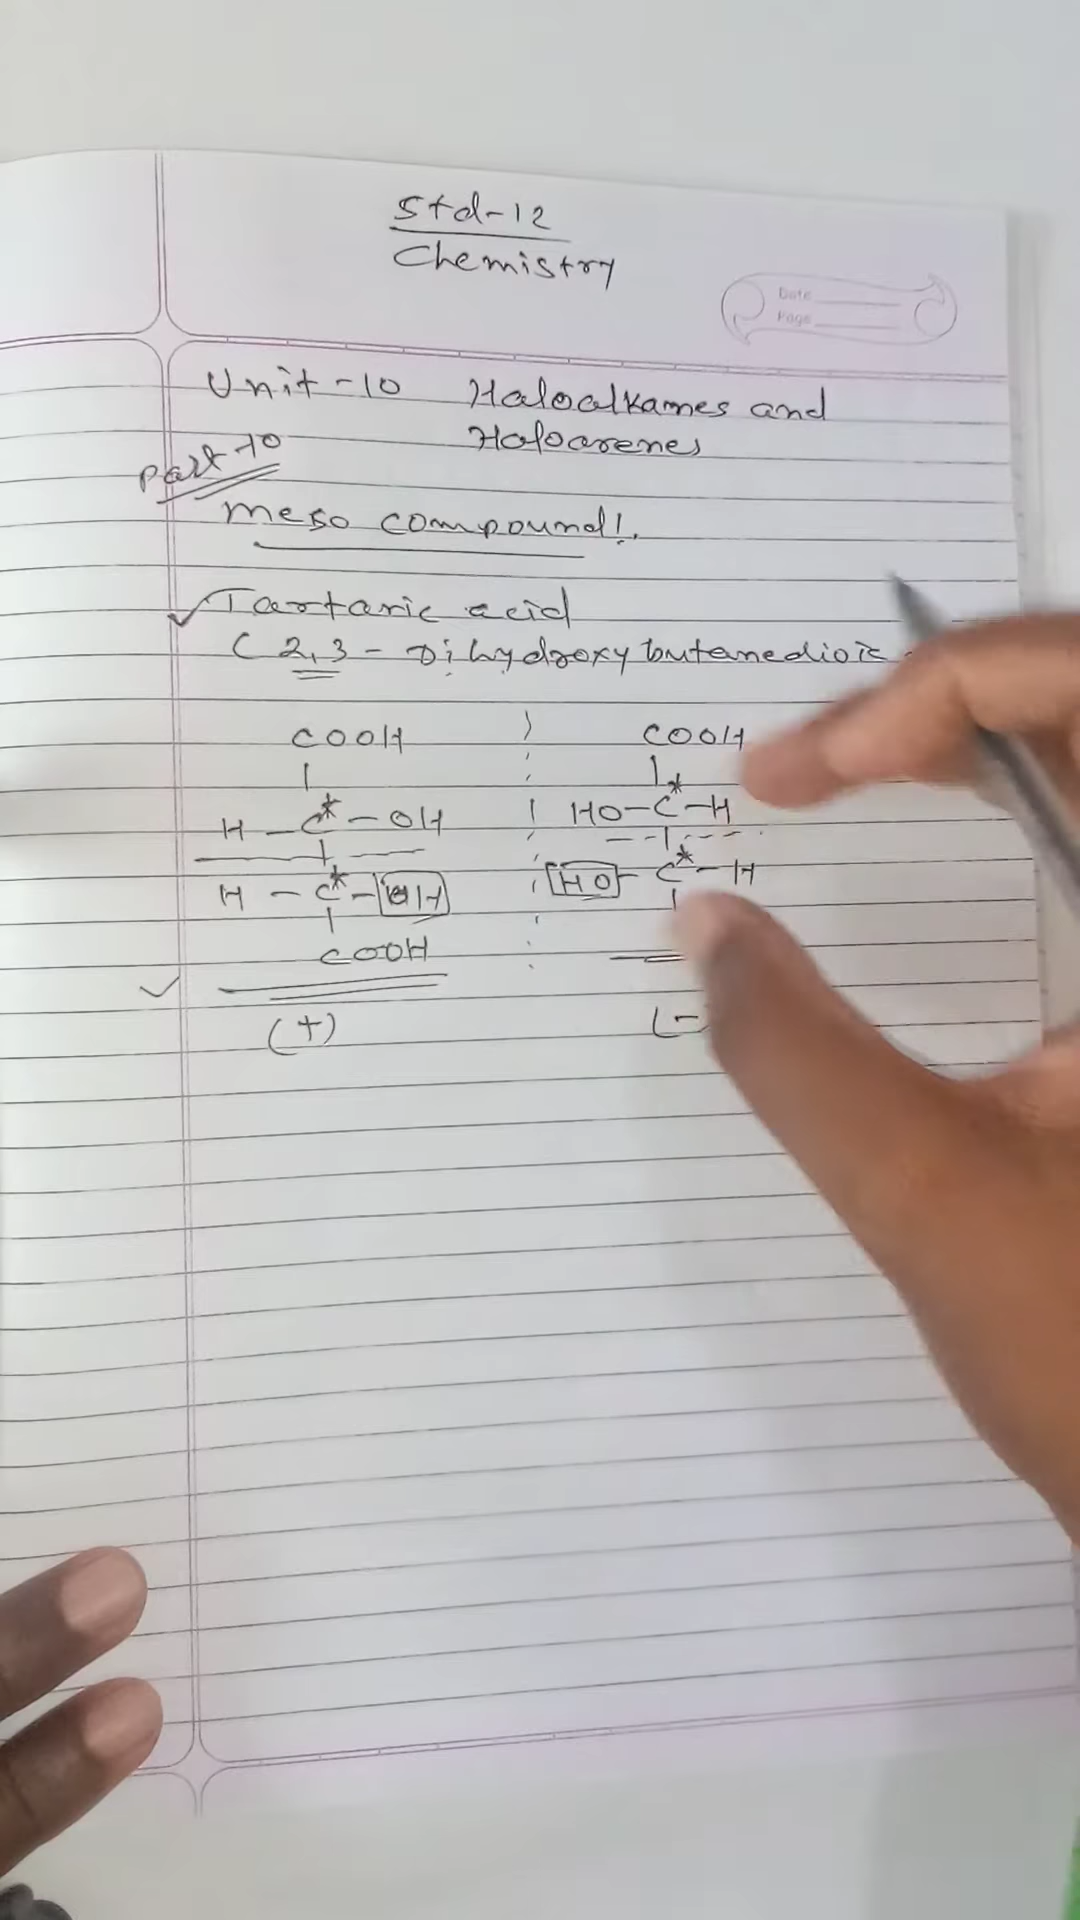 Std-12
Chemistry
Date
Page
Unit-10 Haloalkanes and
Haloarenes
part-10
meso compound!.
Tartaric acid
( 2,3 - Dihydroxy butanedioic
COOH COOH
H - C* - OH HO - C* - H
H - C* - OH HO - C* - H
COOH
(+) (-)